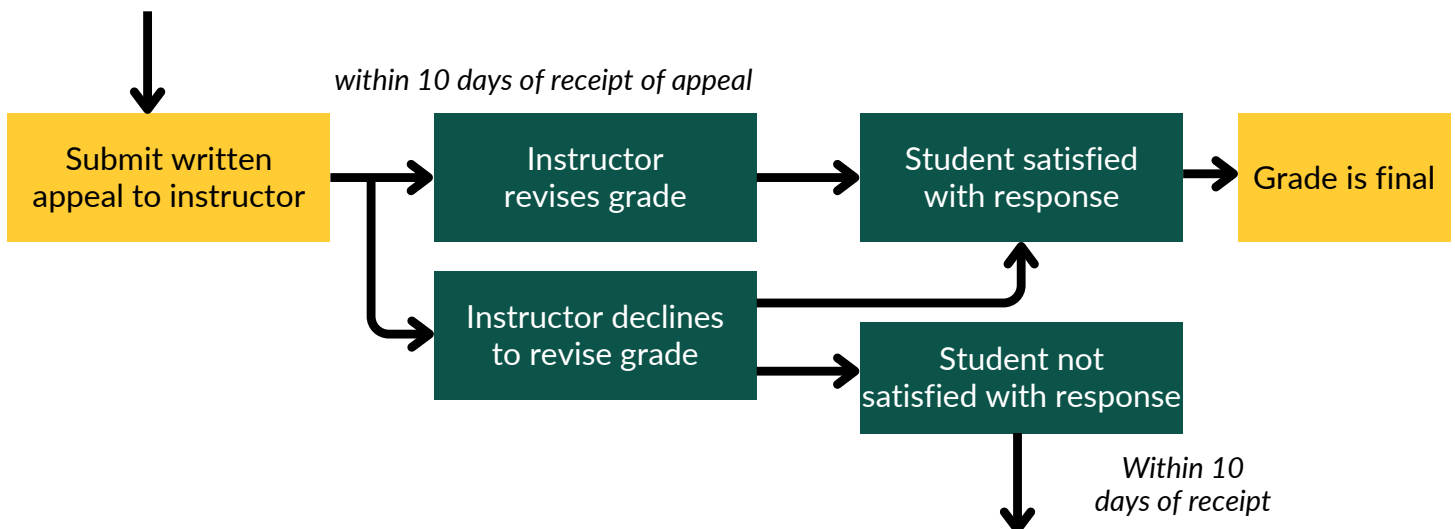 within 10 days of receipt of appeal
Submit written
appeal to instructor
Instructor
revises grade
Student satisfied
with response
Grade is final
Instructor declines
to revise grade
Student not
satisfied with response
Within 10
days of receipt